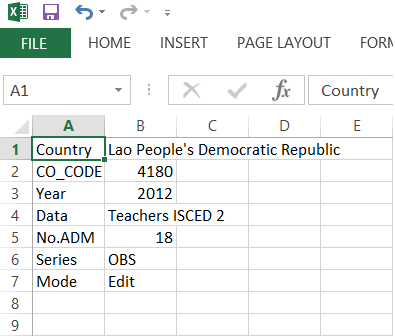 FILE HOME INSERT PAGE LAYOUT FORM
A1 fx Country
A B C D E
1 Country Lao People's Democratic Republic
2 CO_CODE 4180
3 Year 2012
4 Data Teachers ISCED 2
5 No.ADM 18
6 Series OBS
7 Mode Edit
8
9